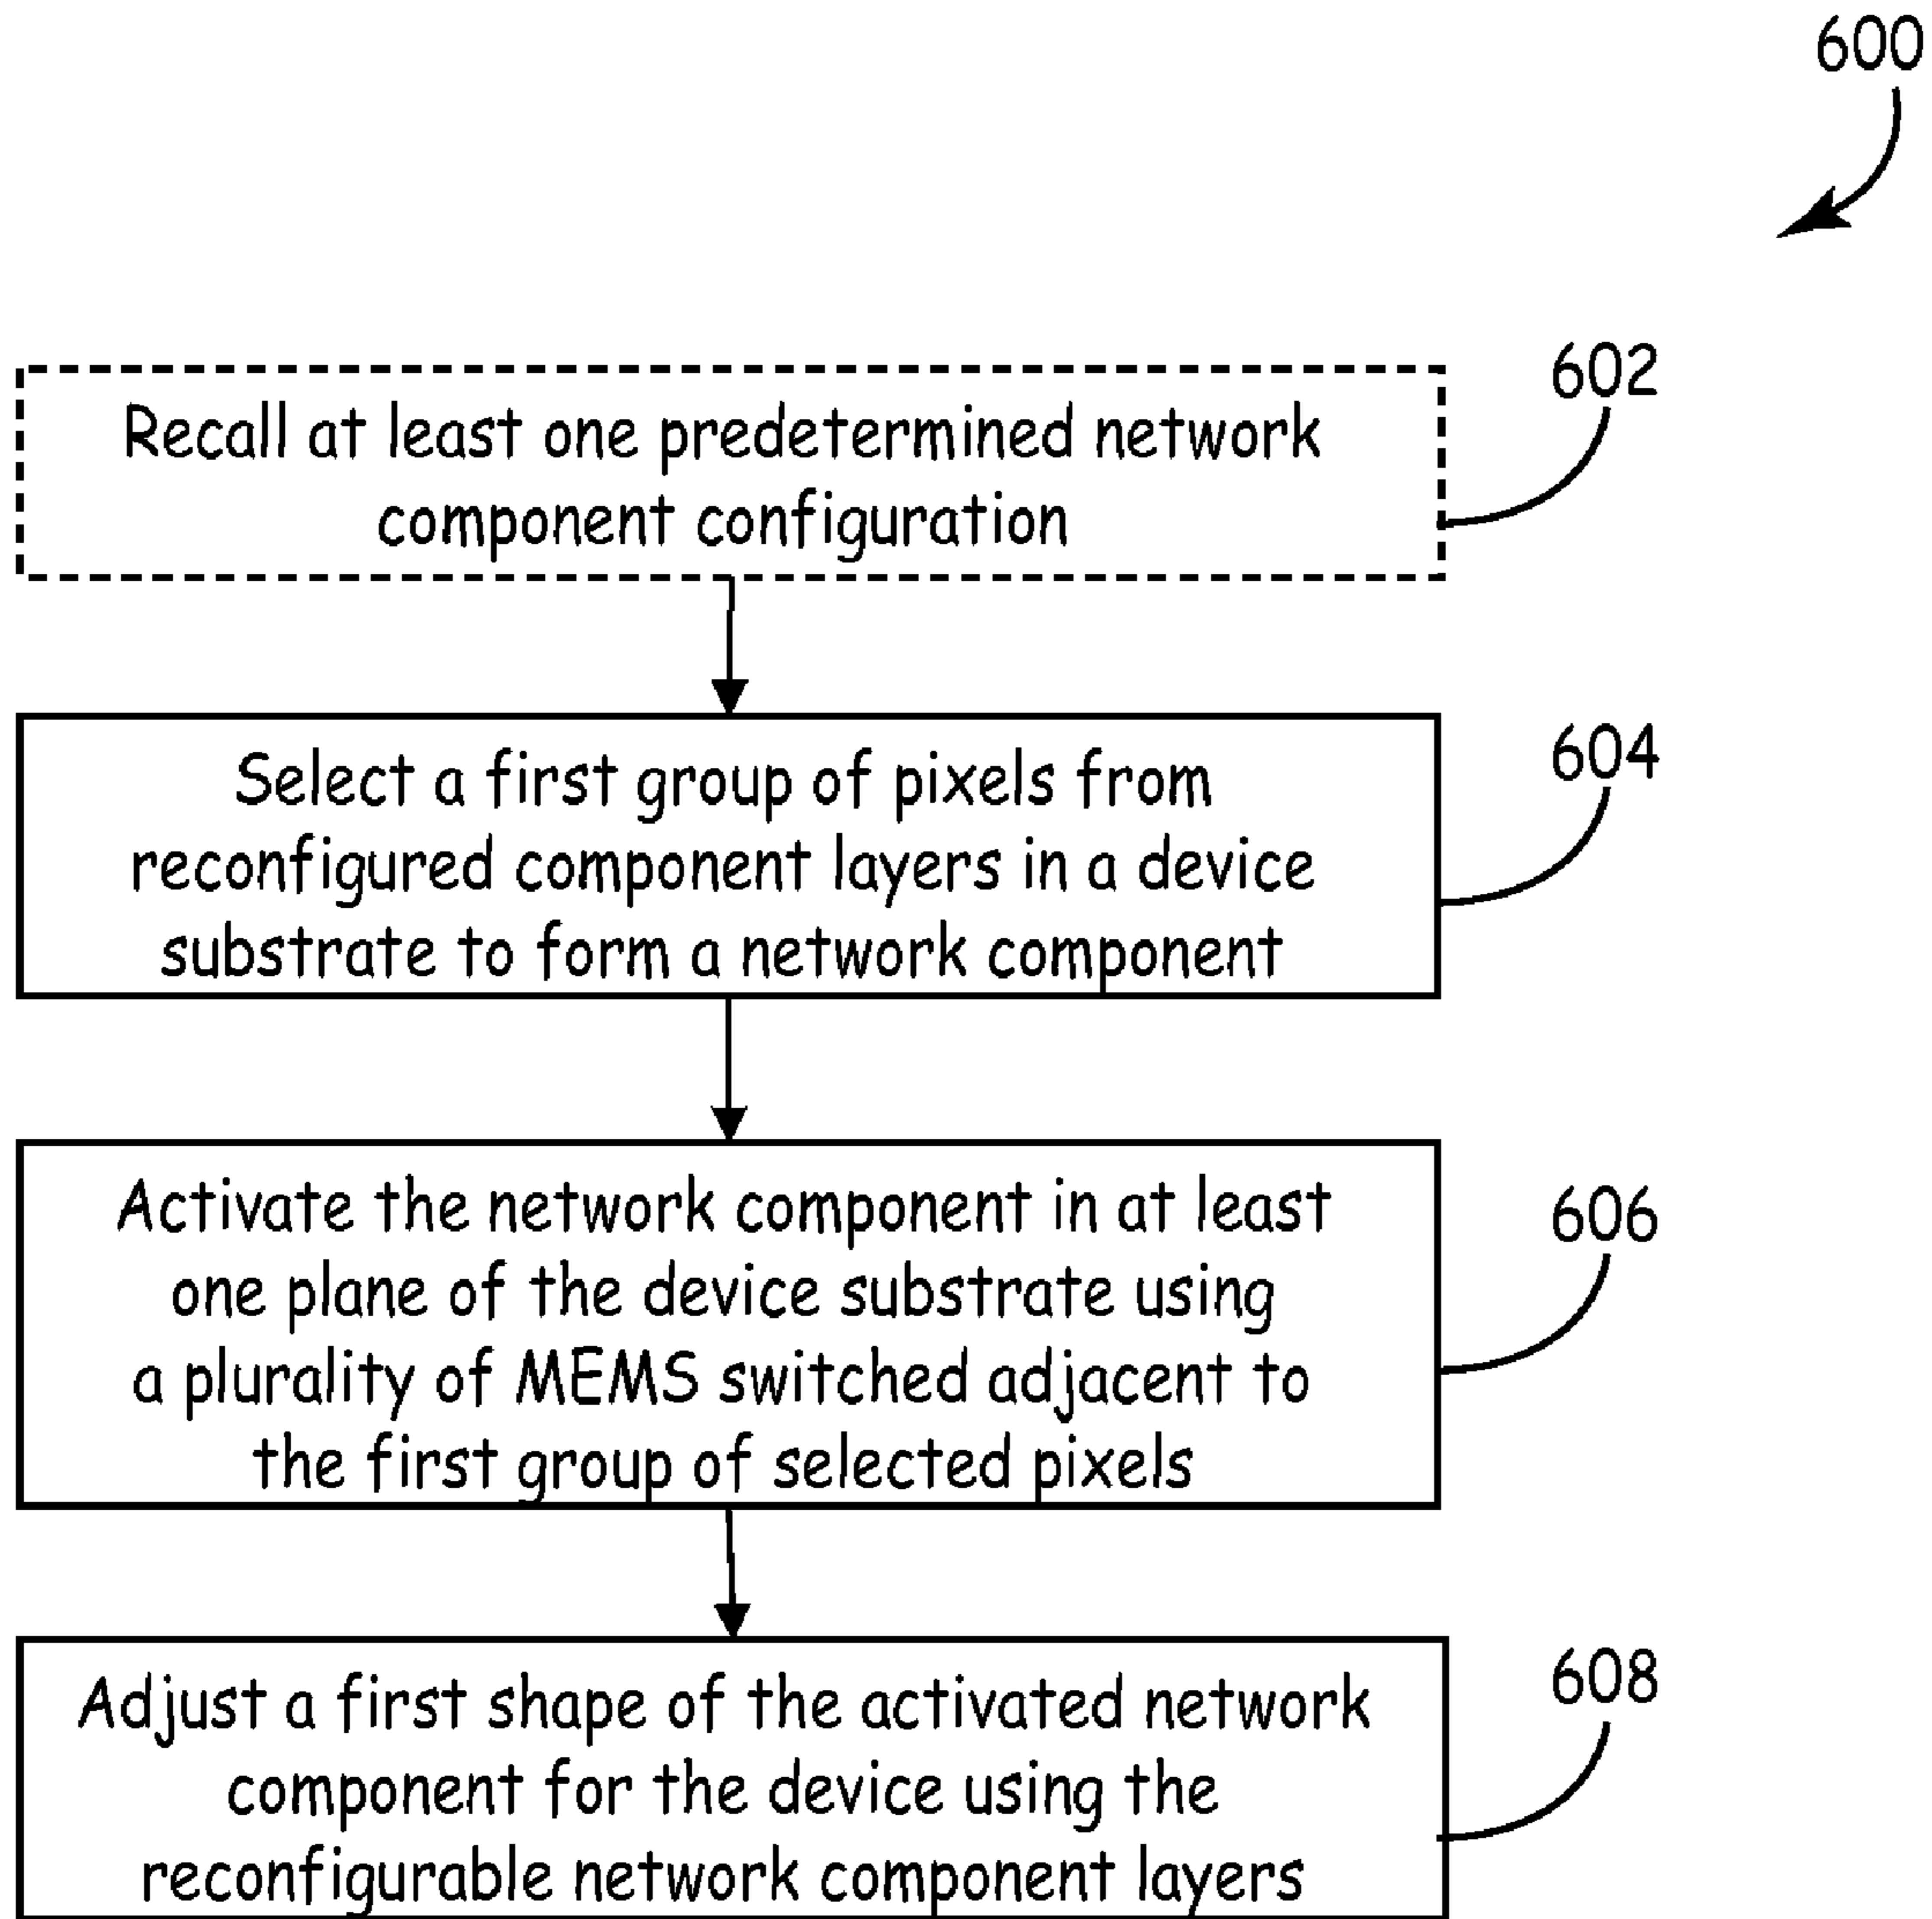 600
602
Recall at least one predetermined network
component configuration
604
Select a first group of pixels from
reconfigured component layers in a device
substrate to form a network component
606
Activate the network component in at least
one plane of the device substrate using
a plurality of MEMS switched adjacent to
the first group of selected pixels
608
Adjust a first shape of the activated network
component for the device using the
reconfigurable network component layers